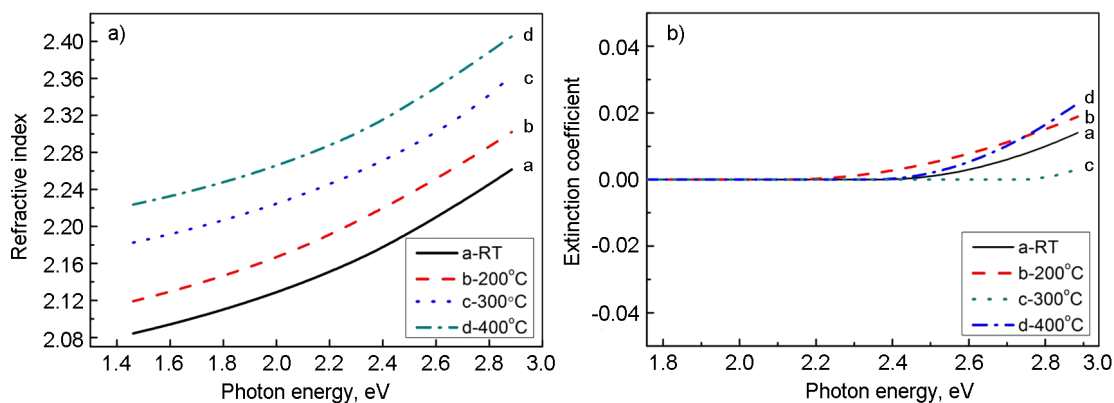 a)
2.40
2.36
2.32
2.28
2.24
2.20
2.16
2.12
2.08
Refractive index
d
c
b
a
a-RT
b-200°C
c-300°C
d-400°C
1.4 1.6 1.8 2.0 2.2 2.4 2.6 2.8 3.0
Photon energy, eV
b)
0.04
0.02
0.00
-0.02
-0.04
Extinction coefficient
d
b
a
c
a-RT
b-200°C
c-300°C
d-400°C
2.0 2.2 2.4 2.6 2.8 3.0
Photon energy, eV